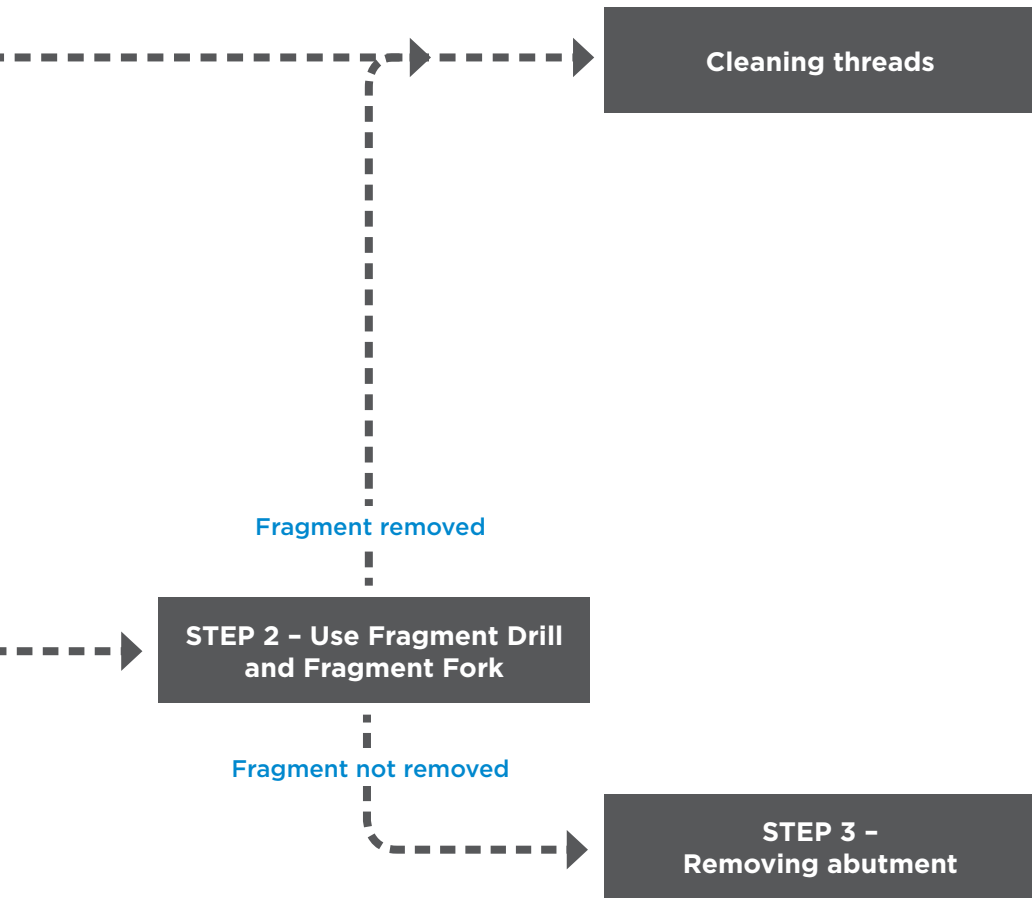 Cleaning threads
Fragment removed
STEP 2 – Use Fragment Drill
and Fragment Fork
Fragment not removed
STEP 3 –
Removing abutment